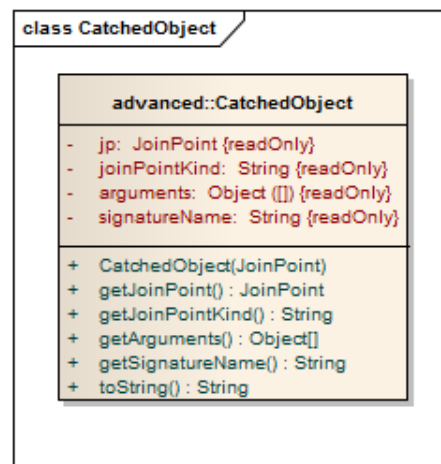 class CatchedObject
advanced::CatchedObject
- jp: JoinPoint {readOnly}
- joinPointKind: String {readOnly}
- arguments: Object ([]) {readOnly}
- signatureName: String {readOnly}
+ CatchedObject(JoinPoint)
+ getJoinPoint() : JoinPoint
+ getJoinPointKind() : String
+ getArguments() : Object[]
+ getSignatureName() : String
+ toString() : String